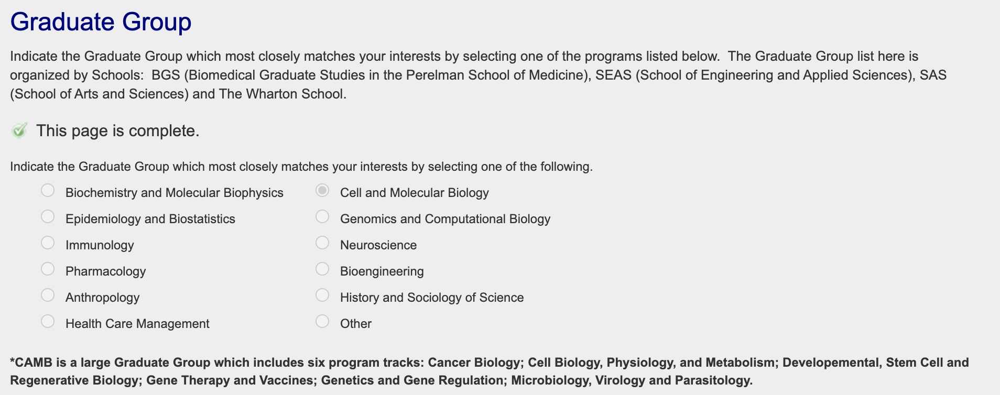 Graduate Group
Indicate the Graduate Group which most closely matches your interests by selecting one of the programs listed below.  The Graduate Group list here is
organized by Schools:  BGS (Biomedical Graduate Studies in the Perelman School of Medicine), SEAS (School of Engineering and Applied Sciences), SAS
(School of Arts and Sciences) and The Wharton School.
This page is complete.
Indicate the Graduate Group which most closely matches your interests by selecting one of the following.
Biochemistry and Molecular Biophysics Cell and Molecular Biology
Epidemiology and Biostatistics Genomics and Computational Biology
Immunology Neuroscience
Pharmacology Bioengineering
Anthropology History and Sociology of Science
Health Care Management Other
*CAMB is a large Graduate Group which includes six program tracks: Cancer Biology; Cell Biology, Physiology, and Metabolism; Developemental, Stem Cell and
Regenerative Biology; Gene Therapy and Vaccines; Genetics and Gene Regulation; Microbiology, Virology and Parasitology.